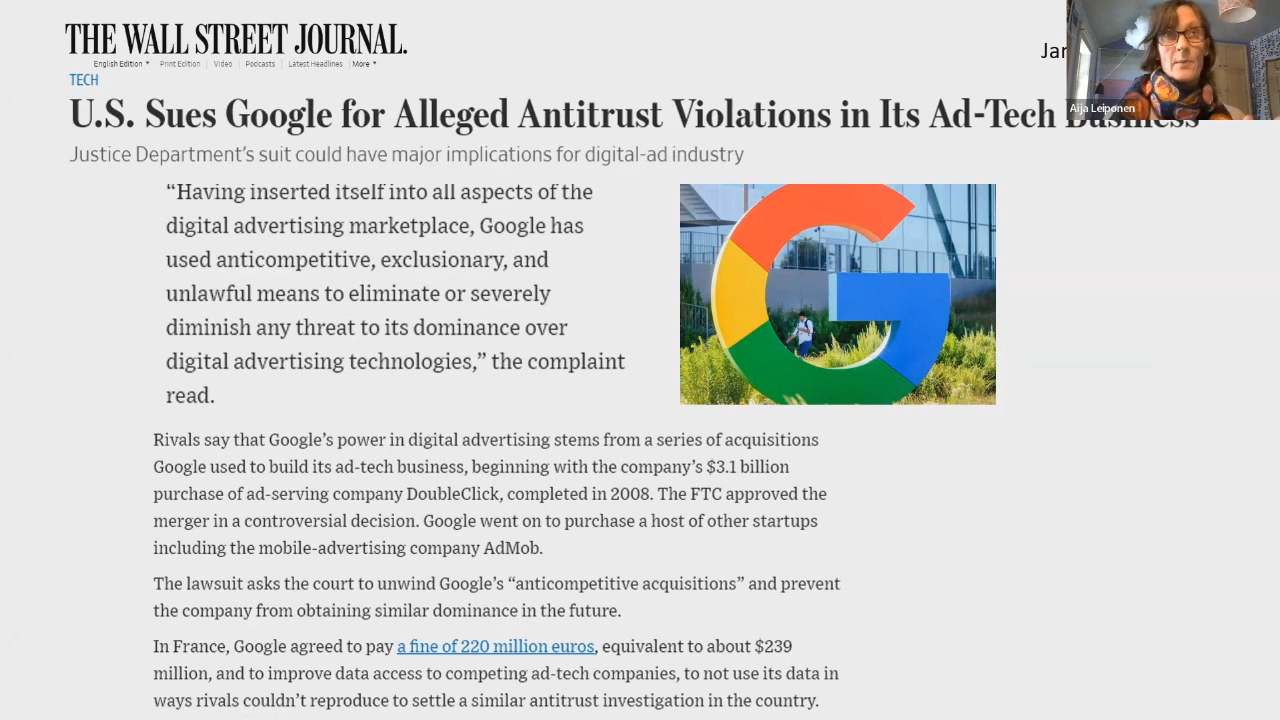 THE WALL STREET JOURNAL.
English Edition Print Edition Video Podcasts Latest Headlines More
Jar
Aija Leiponen
TECH
U.S. Sues Google for Alleged Antitrust Violations in Its Ad-Tech Business
Justice Department’s suit could have major implications for digital-ad industry
“Having inserted itself into all aspects of the
digital advertising marketplace, Google has
used anticompetitive, exclusionary, and
unlawful means to eliminate or severely
diminish any threat to its dominance over
digital advertising technologies,” the complaint
read.
Rivals say that Google’s power in digital advertising stems from a series of acquisitions
Google used to build its ad-tech business, beginning with the company’s $3.1 billion
purchase of ad-serving company DoubleClick, completed in 2008. The FTC approved the
merger in a controversial decision. Google went on to purchase a host of other startups
including the mobile-advertising company AdMob.
The lawsuit asks the court to unwind Google’s “anticompetitive acquisitions” and prevent
the company from obtaining similar dominance in the future.
In France, Google agreed to pay a fine of 220 million euros, equivalent to about $239
million, and to improve data access to competing ad-tech companies, to not use its data in
ways rivals couldn’t reproduce to settle a similar antitrust investigation in the country.